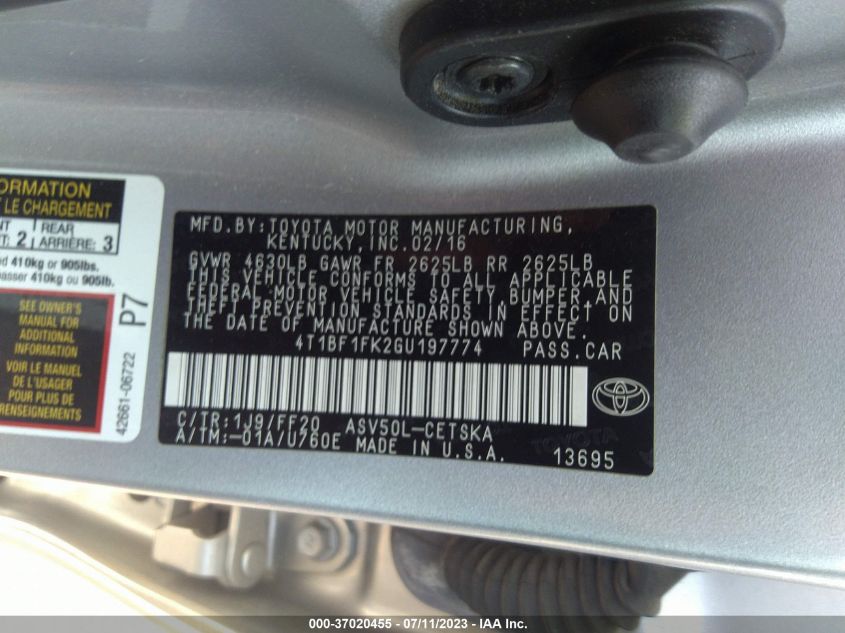 ORMATION
LE CHARGEMENT
NT 2 REAR ARRIÈRE: 3
ed 410kg or 905lbs.
passer 410kg ou 905lb.
SEE OWNER'S
MANUAL FOR
ADDITIONAL
INFORMATION
VOIR LE MANUEL
DE L'USAGER
POUR PLUS DE
RENSEIGNEMENTS
P7
42661-06722
MFD.BY:TOYOTA MOTOR MANUFACTURING,
KENTUCKY, INC.02/16
GVWR 4630LB GAWR FR 2625LB RR 2625LB
THIS VEHICLE CONFORMS TO ALL APPLICABLE
FEDERAL MOTOR VEHICLE SAFETY,BUMPER,AND
THEFT PREVENTION STANDARDS IN EFFECT ON
THE DATE OF MANUFACTURE SHOWN ABOVE.
4T1BF1FK2GU197774 PASS.CAR
C/TR:1J9/FF20 ASV50L-CETSKA
A/TM:-01A/U760E MADE IN U.S.A.
TOYOTA
13695
000-37020455 - 07/11/2023 - IAA Inc.